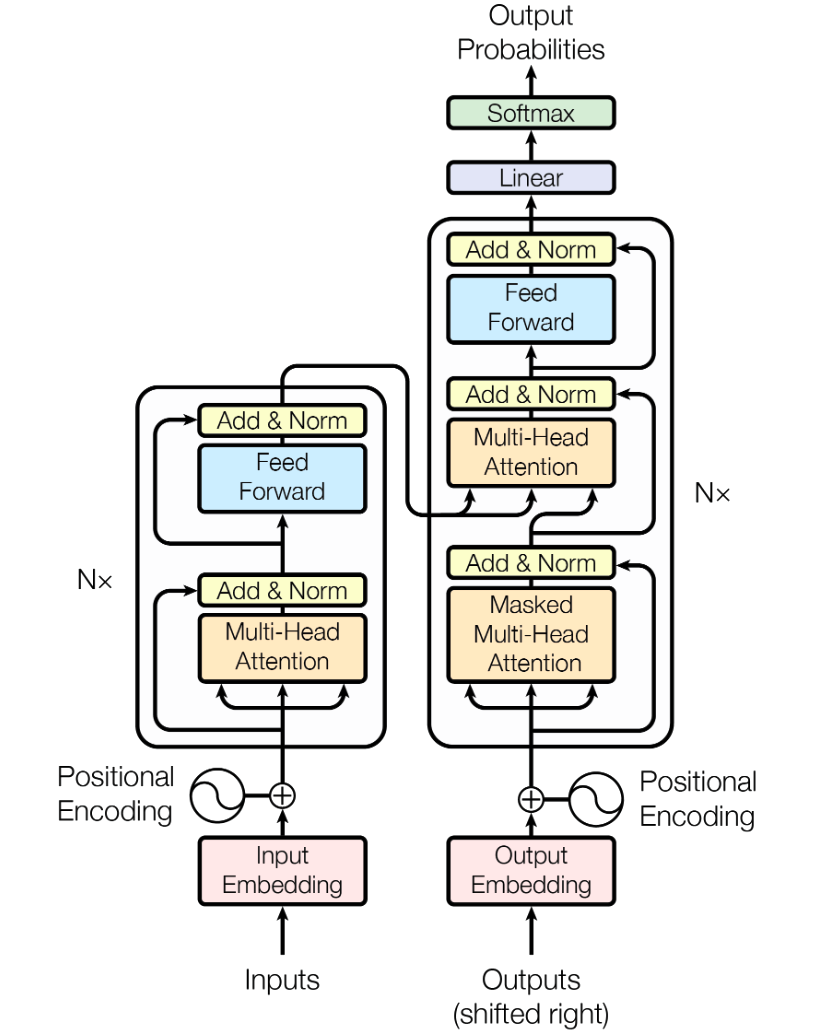 Output
Probabilities
Softmax
Linear
Add & Norm
Feed
Forward
Add & Norm
Multi-Head
Attention
N×
Add & Norm
Masked
Multi-Head
Attention
Add & Norm
Feed
Forward
N×
Add & Norm
Multi-Head
Attention
Positional
Encoding
Positional
Encoding
Input
Embedding
Output
Embedding
Inputs
Outputs
(shifted right)